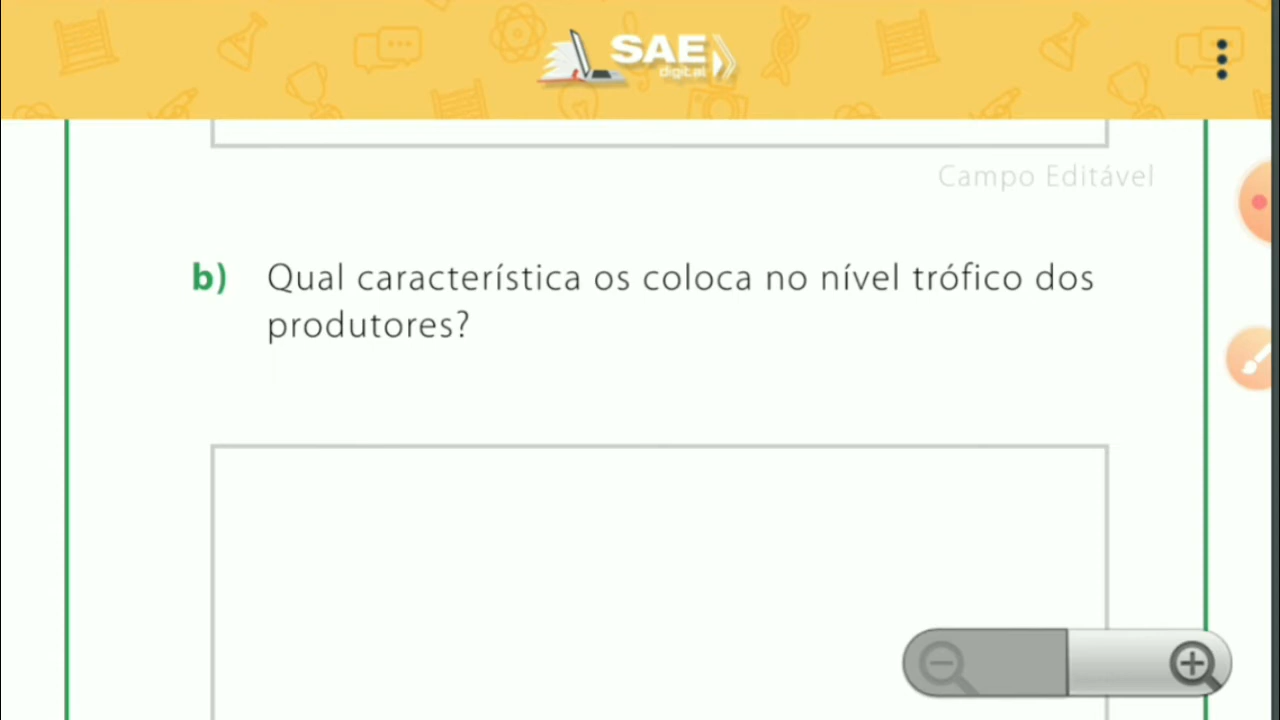 SAE
digital
Campo Editável
b) Qual característica os coloca no nível trófico dos
produtores?